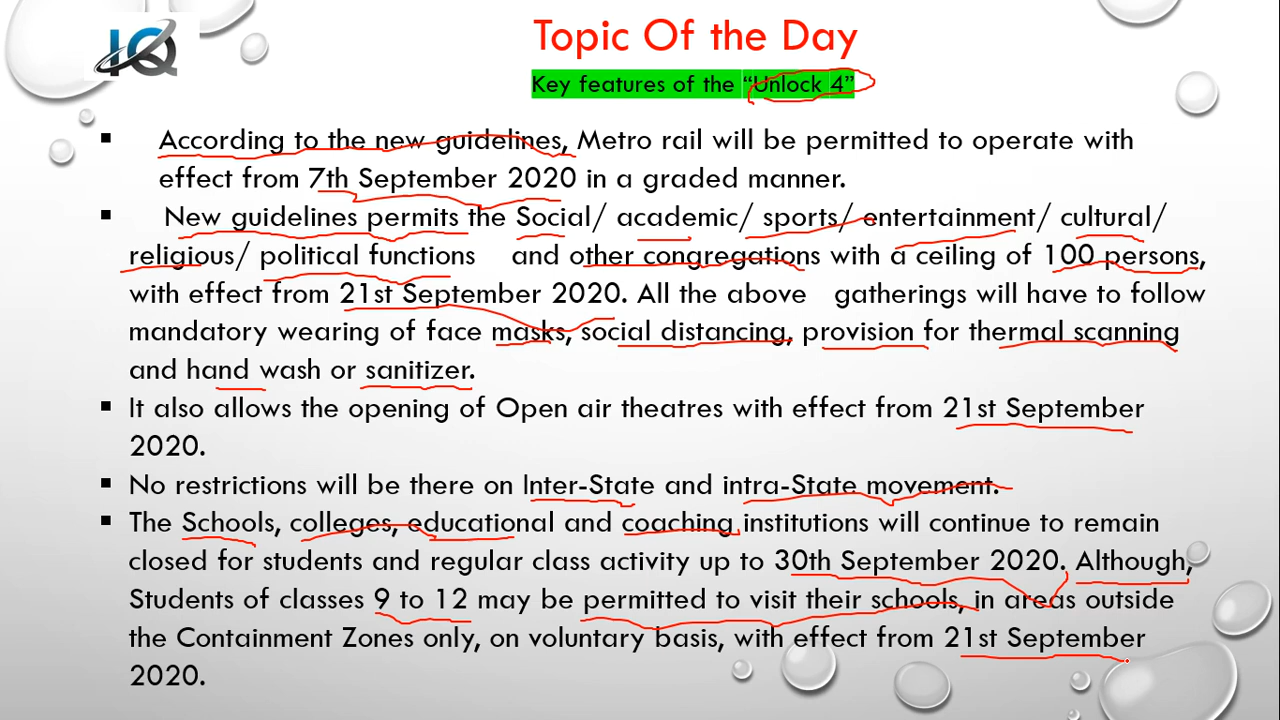 IQ
Topic Of the Day
Key features of the “Unlock 4”
▪ According to the new guidelines, Metro rail will be permitted to operate with
effect from 7th September 2020 in a graded manner.
▪ New guidelines permits the Social/ academic/ sports/ entertainment/ cultural/
religious/ political functions and other congregations with a ceiling of 100 persons,
with effect from 21st September 2020. All the above gatherings will have to follow
mandatory wearing of face masks, social distancing, provision for thermal scanning
and hand wash or sanitizer.
▪ It also allows the opening of Open air theatres with effect from 21st September
2020.
▪ No restrictions will be there on Inter-State and intra-State movement.
▪ The Schools, colleges, educational and coaching institutions will continue to remain
closed for students and regular class activity up to 30th September 2020. Although,
Students of classes 9 to 12 may be permitted to visit their schools, in areas outside
the Containment Zones only, on voluntary basis, with effect from 21st September
2020.